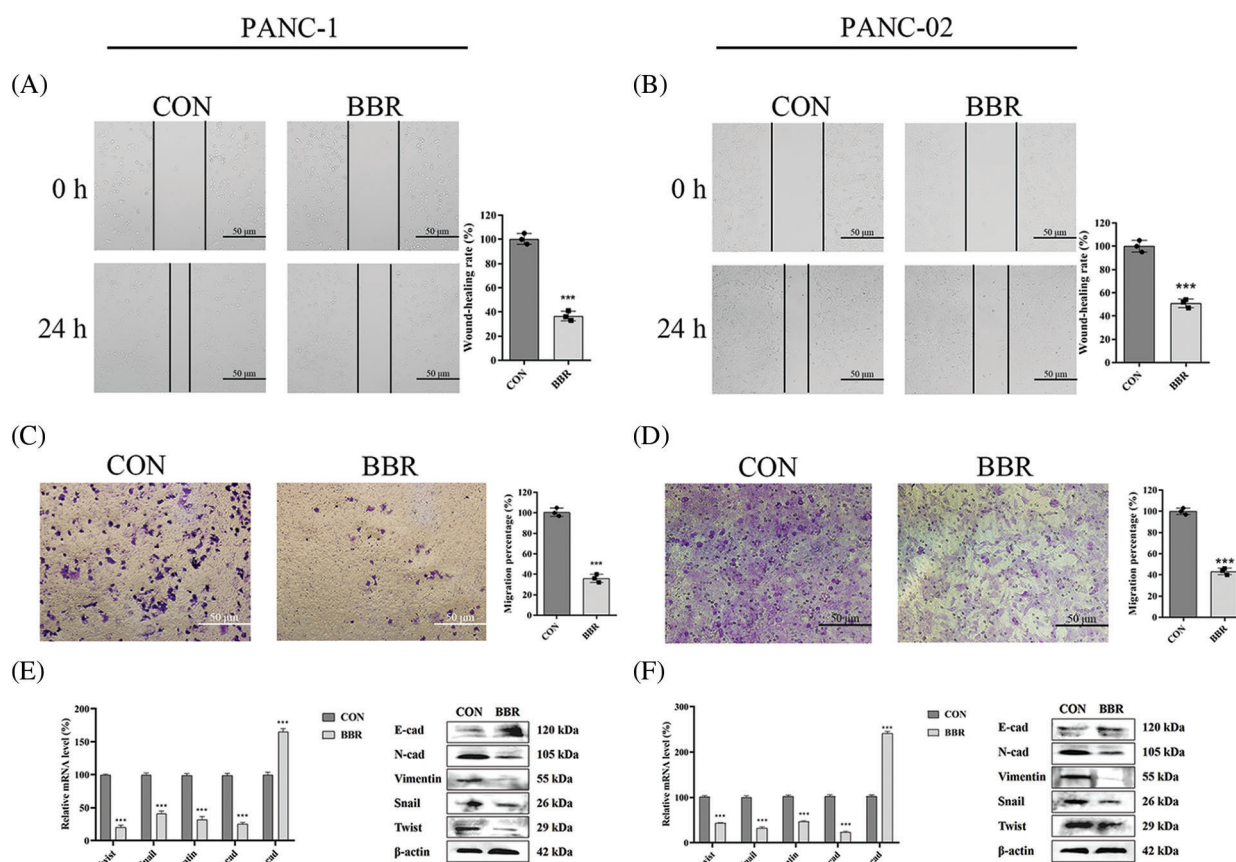 PANC-1
PANC-02
(A)
CON BBR
0 h
50 μm
50 μm
24 h
50 μm
50 μm
Wound-healing rate (%)
120
100
80
60
40
20
0
***
CON
BBR
(B)
CON BBR
0 h
50 μm
50 μm
24 h
50 μm
50 μm
Wound-healing rate (%)
120
100
80
60
40
20
0
***
CON
BBR
(C)
CON BBR
50 μm
50 μm
Migration percentage (%)
120
100
80
60
40
20
0
***
CON
BBR
(D)
CON BBR
50 μm
50 μm
Migration percentage (%)
120
100
80
60
40
20
0
***
CON
BBR
(E)
Relative mRNA level (%)
200
150
100
50
0
***
***
***
***
***
CON
BBR
CON BBR
E-cad 120 kDa
N-cad 105 kDa
Vimentin 55 kDa
Snail 26 kDa
Twist 29 kDa
β-actin 42 kDa
(F)
Relative mRNA level (%)
300
200
100
0
***
***
***
***
***
CON
BBR
CON BBR
E-cad 120 kDa
N-cad 105 kDa
Vimentin 55 kDa
Snail 26 kDa
Twist 29 kDa
β-actin 42 kDa